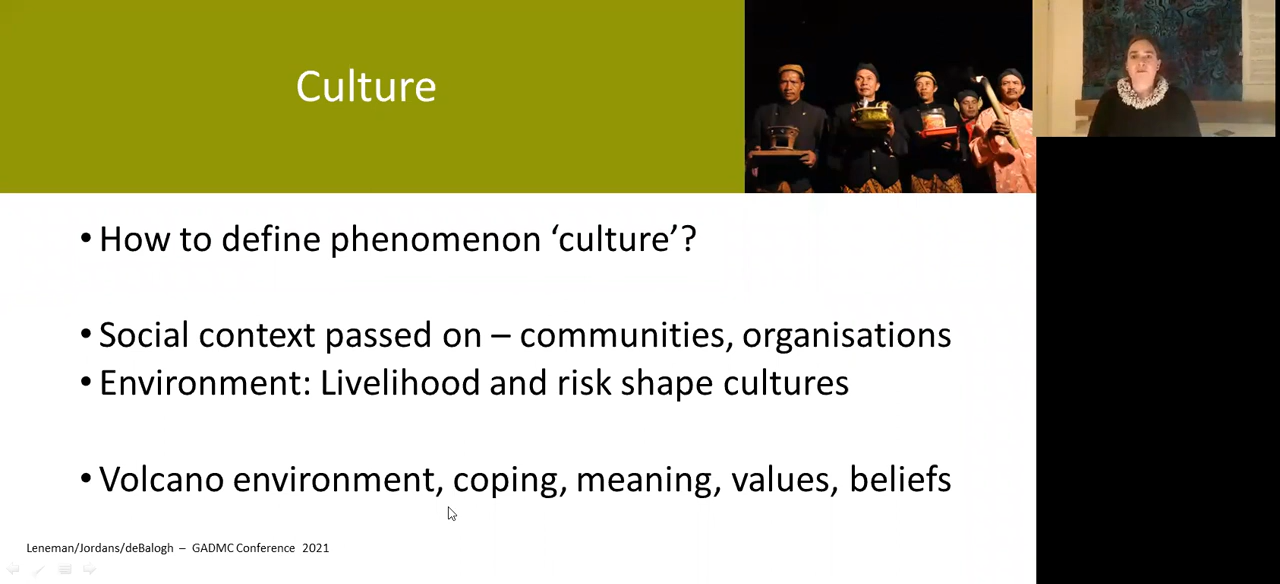 Culture
• How to define phenomenon ‘culture’?
• Social context passed on – communities, organisations
• Environment: Livelihood and risk shape cultures
• Volcano environment, coping, meaning, values, beliefs
Leneman/Jordans/deBalogh – GADMC Conference 2021